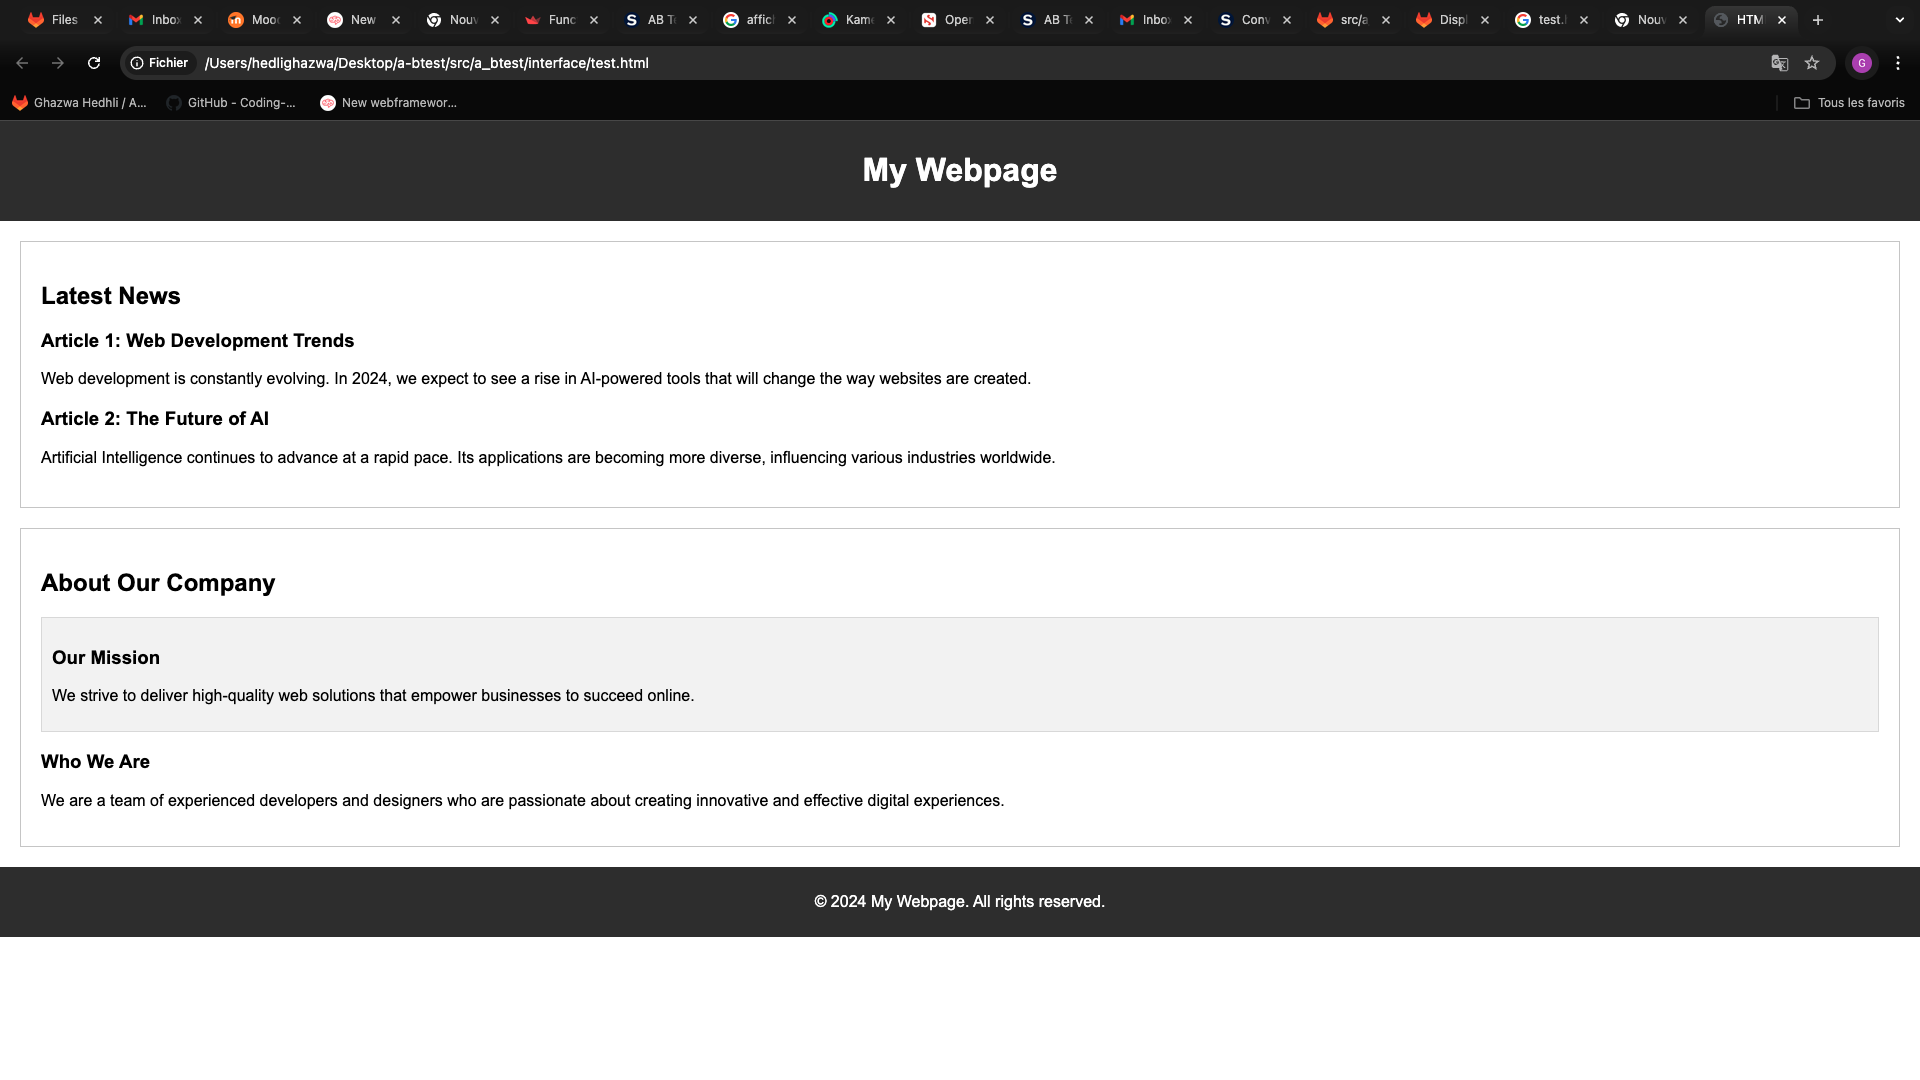 Files
Inbox
Mood
New
Nouv
Func
AB Te
affich
Kame
Open
AB Te
Inbox
Conv
src/a
Displ
test.
Nouv
HTM
Fichier /Users/hedlighazwa/Desktop/a-btest/src/a_btest/interface/test.html
G
Ghazwa Hedhli / A...
GitHub - Coding-...
New webframewor...
Tous les favoris
My Webpage
Latest News
Article 1: Web Development Trends
Web development is constantly evolving. In 2024, we expect to see a rise in AI-powered tools that will change the way websites are created.
Article 2: The Future of AI
Artificial Intelligence continues to advance at a rapid pace. Its applications are becoming more diverse, influencing various industries worldwide.
About Our Company
Our Mission
We strive to deliver high-quality web solutions that empower businesses to succeed online.
Who We Are
We are a team of experienced developers and designers who are passionate about creating innovative and effective digital experiences.
© 2024 My Webpage. All rights reserved.